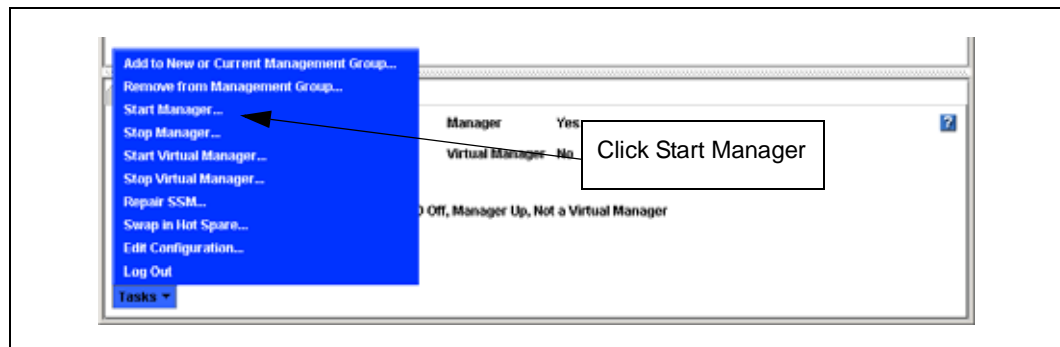 Add to New or Current Management Group...
Remove from Management Group...
Start Manager...
Stop Manager...
Start Virtual Manager...
Stop Virtual Manager...
Repair SSM...
Swap in Hot Spare...
Edit Configuration...
Log Out
Tasks
Manager Yes
Virtual Manager No
Off, Manager Up, Not a Virtual Manager
?
Click Start Manager